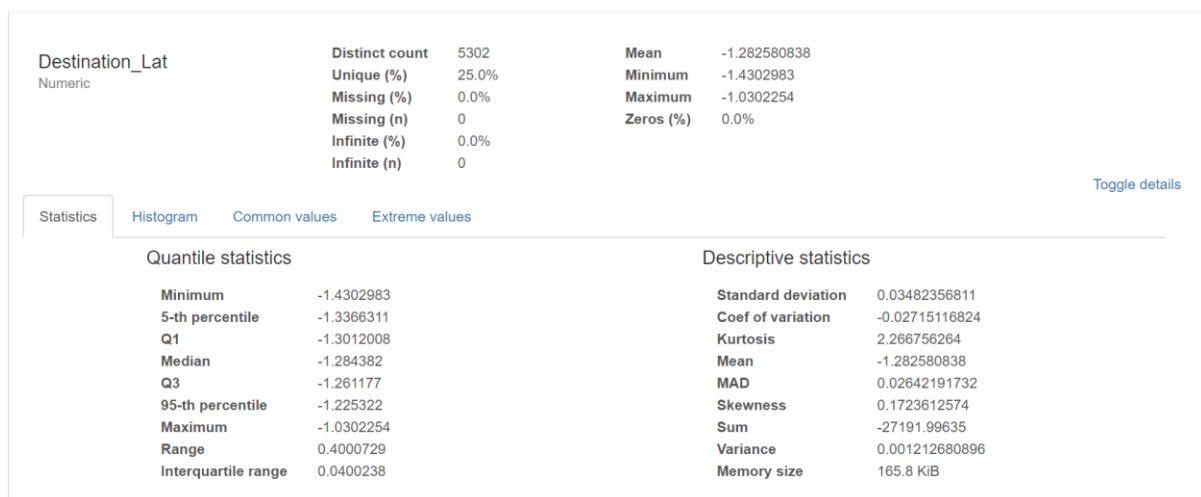 Destination_Lat
Numeric
Distinct count 5302
Unique (%) 25.0%
Missing (%) 0.0%
Missing (n) 0
Infinite (%) 0.0%
Infinite (n) 0
Mean -1.282580838
Minimum -1.4302983
Maximum -1.0302254
Zeros (%) 0.0%
Toggle details
Statistics Histogram Common values Extreme values
Quantile statistics
Minimum -1.4302983
5-th percentile -1.3366311
Q1 -1.3012008
Median -1.284382
Q3 -1.261177
95-th percentile -1.225322
Maximum -1.0302254
Range 0.4000729
Interquartile range 0.0400238
Descriptive statistics
Standard deviation 0.03482356811
Coef of variation -0.02715116824
Kurtosis 2.266756264
Mean -1.282580838
MAD 0.02642191732
Skewness 0.1723612574
Sum -27191.99635
Variance 0.001212680896
Memory size 165.8 KiB